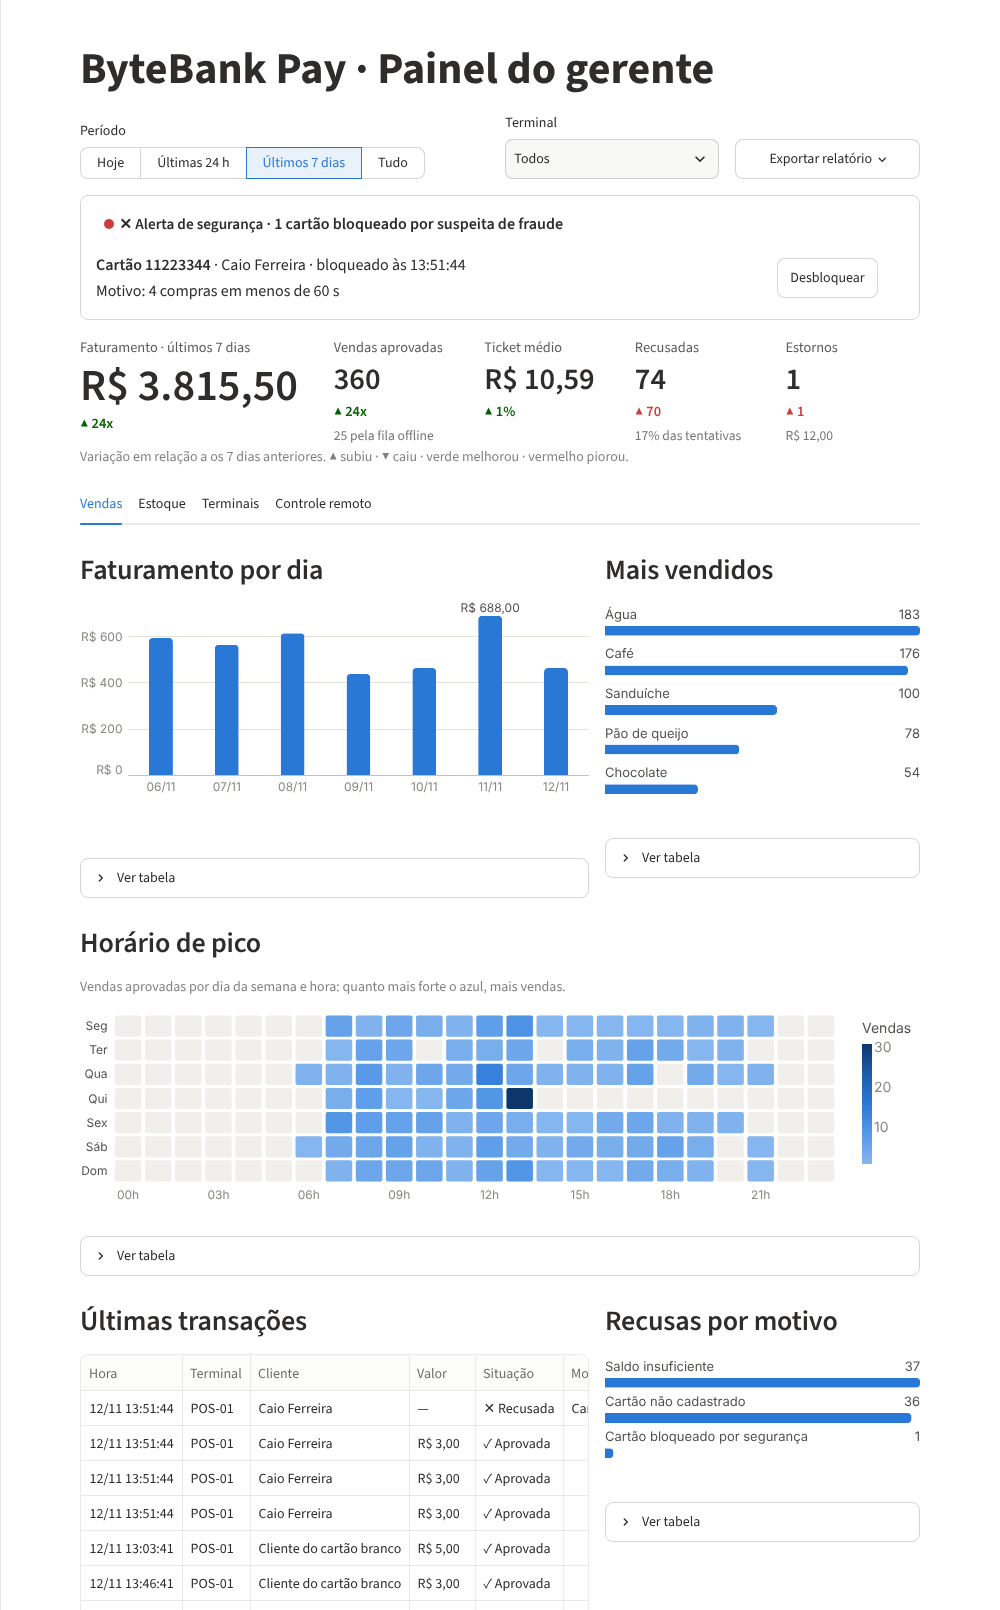 ByteBank Pay · Painel do gerente
Período
Terminal
Hoje
Últimas 24 h
Últimos 7 dias
Tudo
Todos
Exportar relatório
✕ Alerta de segurança · 1 cartão bloqueado por suspeita de fraude
Cartão 11223344 · Caio Ferreira · bloqueado às 13:51:44
Motivo: 4 compras em menos de 60 s
Desbloquear
Faturamento · últimos 7 dias
R$ 3.815,50
▲ 24x
Vendas aprovadas
360
▲ 24x
25 pela fila offline
Ticket médio
R$ 10,59
▲ 1%
Recusadas
74
▲ 70
17% das tentativas
Estornos
1
▲ 1
R$ 12,00
Variação em relação a os 7 dias anteriores. ▲ subiu · ▼ caiu · verde melhorou · vermelho piorou.
Vendas
Estoque
Terminais
Controle remoto
Faturamento por dia
R$ 688,00
R$ 600
R$ 400
R$ 200
R$ 0
06/11 07/11 08/11 09/11 10/11 11/11 12/11
Ver tabela
Mais vendidos
Água 183
Café 176
Sanduíche 100
Pão de queijo 78
Chocolate 54
Ver tabela
Horário de pico
Vendas aprovadas por dia da semana e hora: quanto mais forte o azul, mais vendas.
Seg
Ter
Qua
Qui
Sex
Sáb
Dom
00h 03h 06h 09h 12h 15h 18h 21h
Vendas
30
20
10
Ver tabela
Últimas transações
Hora Terminal Cliente Valor Situação Mo
12/11 13:51:44 POS-01 Caio Ferreira — ✕ Recusada Car
12/11 13:51:44 POS-01 Caio Ferreira R$ 3,00 ✓ Aprovada
12/11 13:51:44 POS-01 Caio Ferreira R$ 3,00 ✓ Aprovada
12/11 13:51:44 POS-01 Caio Ferreira R$ 3,00 ✓ Aprovada
12/11 13:03:41 POS-01 Cliente do cartão branco R$ 5,00 ✓ Aprovada
12/11 13:46:41 POS-01 Cliente do cartão branco R$ 3,00 ✓ Aprovada
Recusas por motivo
Saldo insuficiente 37
Cartão não cadastrado 36
Cartão bloqueado por segurança 1
Ver tabela